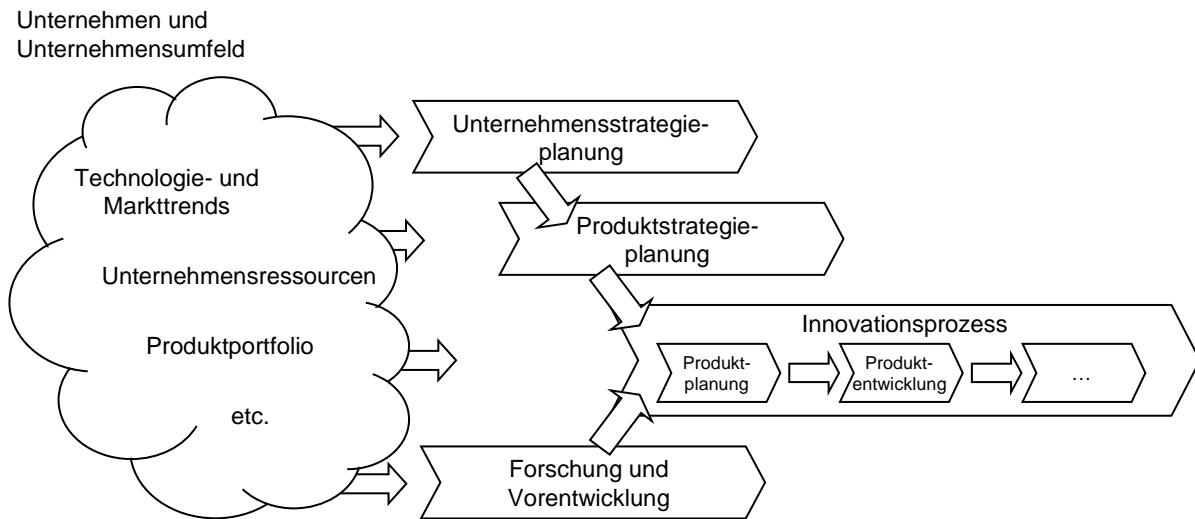 Unternehmen und
Unternehmensumfeld
Technologie- und
Markttrends
Unternehmensressourcen
Produktportfolio
etc.
Unternehmensstrategie-
planung
Produktstrategie-
planung
Innovationsprozess
Produkt-
planung
Produkt-
entwicklung
...
Forschung und
Vorentwicklung